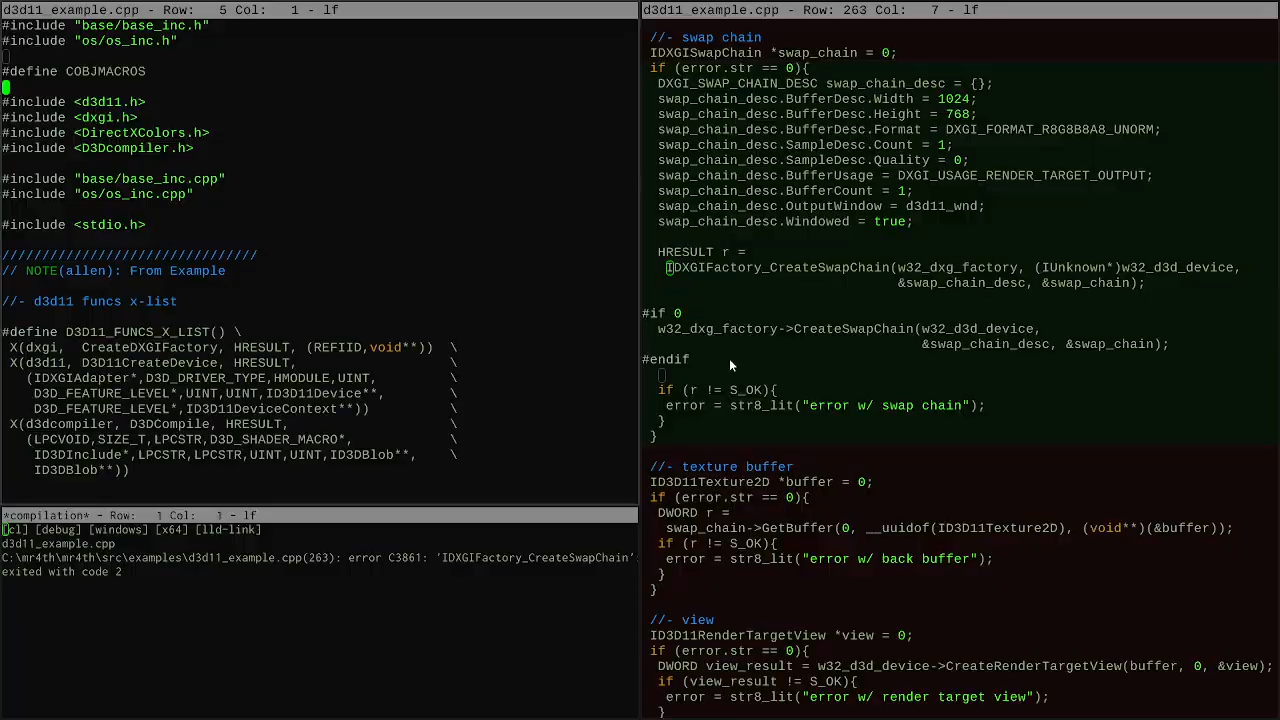 d3d11_example.cpp - Row:   5 Col:   1 - lf
#include "base/base_inc.h"
#include "os/os_inc.h"
#define COBJMACROS
#include <d3d11.h>
#include <dxgi.h>
#include <DirectXColors.h>
#include <D3Dcompiler.h>
#include "base/base_inc.cpp"
#include "os/os_inc.cpp"
#include <stdio.h>
////////////////////////////////
// NOTE(allen): From Example
//- d3d11 funcs x-list
#define D3D11_FUNCS_X_LIST() \
X(dxgi,  CreateDXGIFactory, HRESULT, (REFIID,void**))  \
X(d3d11, D3D11CreateDevice, HRESULT,                    \
(IDXGIAdapter*,D3D_DRIVER_TYPE,HMODULE,UINT,         \
D3D_FEATURE_LEVEL*,UINT,UINT,ID3D11Device**,         \
D3D_FEATURE_LEVEL*,ID3D11DeviceContext**))           \
X(d3dcompiler, D3DCompile, HRESULT,                     \
(LPCVOID,SIZE_T,LPCSTR,D3D_SHADER_MACRO*,            \
ID3DInclude*,LPCSTR,LPCSTR,UINT,UINT,ID3DBlob**,     \
ID3DBlob**))
*compilation* - Row:   1 Col:   1 - lf
[cl] [debug] [windows] [x64] [lld-link]
d3d11_example.cpp
C:\mr4th\mr4th\src\examples\d3d11_example.cpp(263): error C3861: 'IDXGIFactory_CreateSwapChain':
exited with code 2
d3d11_example.cpp - Row: 263 Col:   7 - lf
//- swap chain
IDXGISwapChain *swap_chain = 0;
if (error.str == 0){
DXGI_SWAP_CHAIN_DESC swap_chain_desc = {};
swap_chain_desc.BufferDesc.Width = 1024;
swap_chain_desc.BufferDesc.Height = 768;
swap_chain_desc.BufferDesc.Format = DXGI_FORMAT_R8G8B8A8_UNORM;
swap_chain_desc.SampleDesc.Count = 1;
swap_chain_desc.SampleDesc.Quality = 0;
swap_chain_desc.BufferUsage = DXGI_USAGE_RENDER_TARGET_OUTPUT;
swap_chain_desc.BufferCount = 1;
swap_chain_desc.OutputWindow = d3d11_wnd;
swap_chain_desc.Windowed = true;
HRESULT r =
IDXGIFactory_CreateSwapChain(w32_dxg_factory, (IUnknown*)w32_d3d_device,
&swap_chain_desc, &swap_chain);
#if 0
w32_dxg_factory->CreateSwapChain(w32_d3d_device,
&swap_chain_desc, &swap_chain);
#endif
if (r != S_OK){
error = str8_lit("error w/ swap chain");
}
}
//- texture buffer
ID3D11Texture2D *buffer = 0;
if (error.str == 0){
DWORD r =
swap_chain->GetBuffer(0, __uuidof(ID3D11Texture2D), (void**)(&buffer));
if (r != S_OK){
error = str8_lit("error w/ back buffer");
}
}
//- view
ID3D11RenderTargetView *view = 0;
if (error.str == 0){
DWORD view_result = w32_d3d_device->CreateRenderTargetView(buffer, 0, &view);
if (view_result != S_OK){
error = str8_lit("error w/ render target view");
}